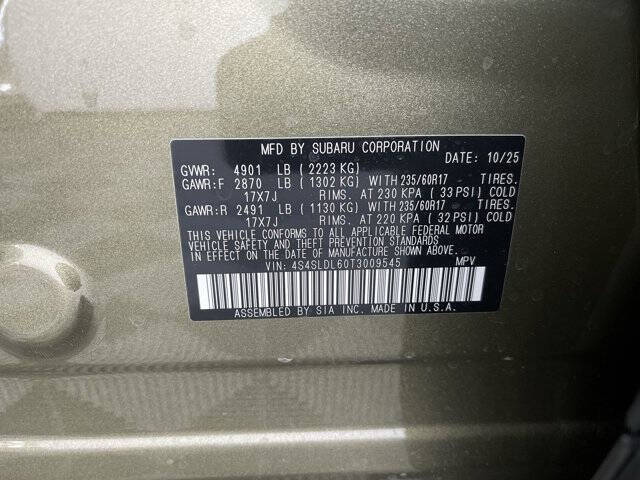 MFD BY SUBARU CORPORATION
DATE: 10/25
GVWR: 4901 LB (2223 KG)
GAWR:F 2870 LB (1302 KG) WITH 235/60R17 TIRES.
17X7J RIMS. AT 230 KPA (33 PSI) COLD
GAWR:R 2491 LB (1130 KG) WITH 235/60R17 TIRES.
17X7J RIMS. AT 220 KPA (32 PSI) COLD
THIS VEHICLE CONFORMS TO ALL APPLICABLE FEDERAL MOTOR
VEHICLE SAFETY AND THEFT PREVENTION STANDARDS
IN EFFECT ON THE DATE OF MANUFACTURE SHOWN ABOVE.
VIN: 4S4SLDL60T3009545 MPV
ASSEMBLED BY SIA INC. MADE IN U.S.A.